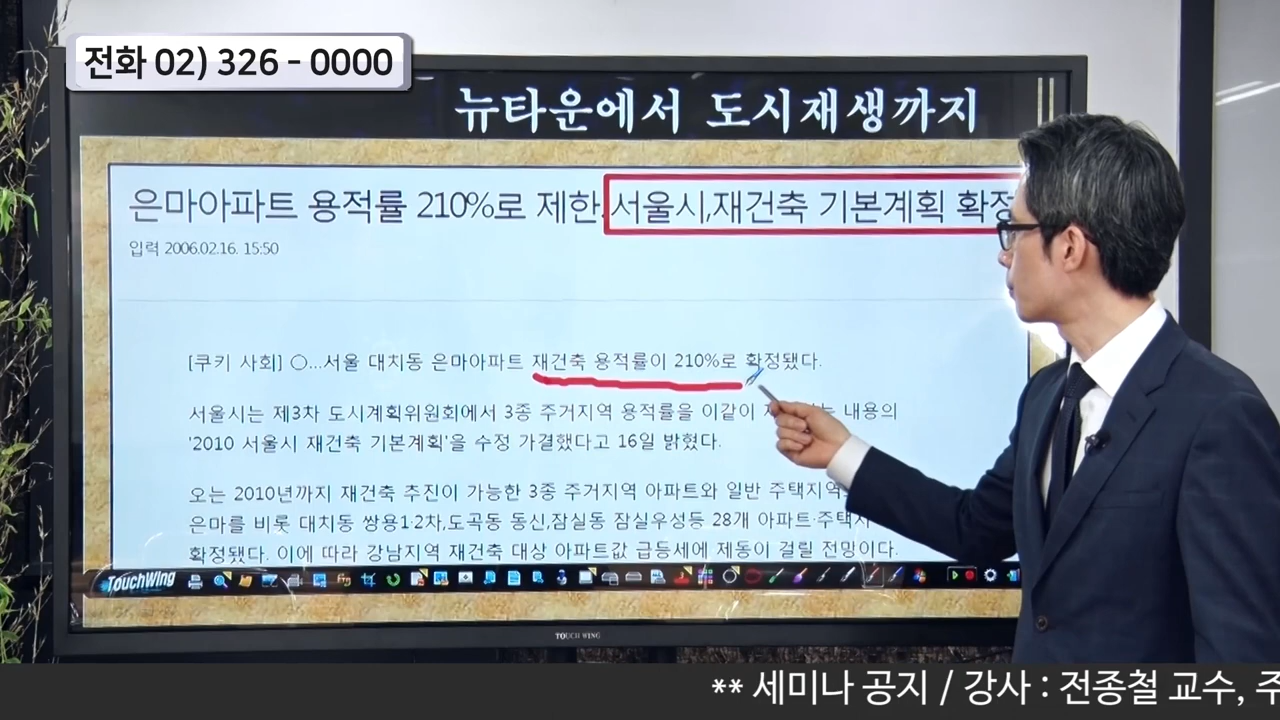 전화 02) 326 - 0000
뉴타운에서 도시재생까지
은마아파트 용적률 210%로 제한,서울시,재건축 기본계획 확정
입력 2006.02.16. 15:50
[쿠키 사회] ○...서울 대치동 은마아파트 재건축 용적률이 210%로 확정됐다.
서울시는 제3차 도시계획위원회에서 3종 주거지역 용적률을 이같이 내용의
'2010 서울시 재건축 기본계획'을 수정 가결했다고 16일 밝혔다.
오는 2010년까지 재건축 추진이 가능한 3종 주거지역 아파트와 일반 주택지역
은마를 비롯 대치동 쌍용1·2차,도곡동 동신,잠실동 잠실우성등 28개 아파트·주택지
확정됐다. 이에 따라 강남지역 재건축 대상 아파트값 급등세에 제동이 걸릴 전망이다.
TouchWing
TOUCH WING
** 세미나 공지 / 강사 : 전종철 교수, 주